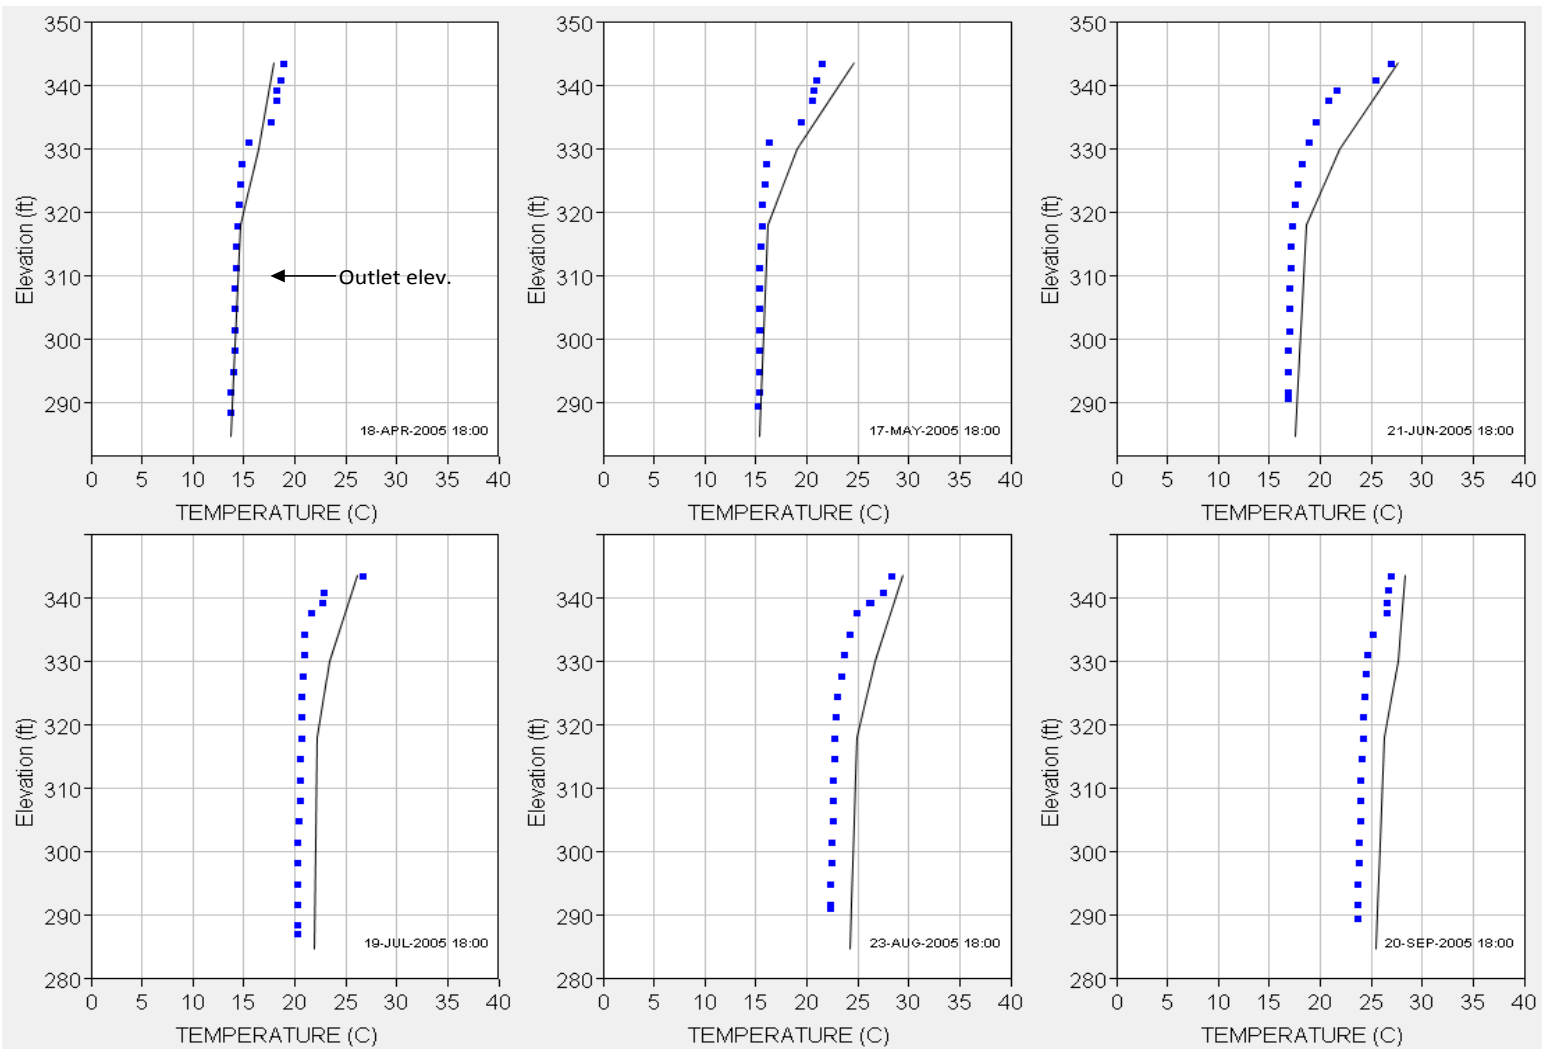 350
340
330
320
310
300
290
Elevation (ft)
Outlet elev.
18-APR-2005 18:00
0 5 10 15 20 25 30 35 40
TEMPERATURE (C)
350
340
330
320
310
300
290
Elevation (ft)
17-MAY-2005 18:00
0 5 10 15 20 25 30 35 40
TEMPERATURE (C)
350
340
330
320
310
300
290
Elevation (ft)
21-JUN-2005 18:00
0 5 10 15 20 25 30 35 40
TEMPERATURE (C)
340
330
320
310
300
290
280
Elevation (ft)
19-JUL-2005 18:00
0 5 10 15 20 25 30 35 40
TEMPERATURE (C)
340
330
320
310
300
290
280
Elevation (ft)
23-AUG-2005 18:00
0 5 10 15 20 25 30 35 40
TEMPERATURE (C)
340
330
320
310
300
290
280
Elevation (ft)
20-SEP-2005 18:00
0 5 10 15 20 25 30 35 40
TEMPERATURE (C)